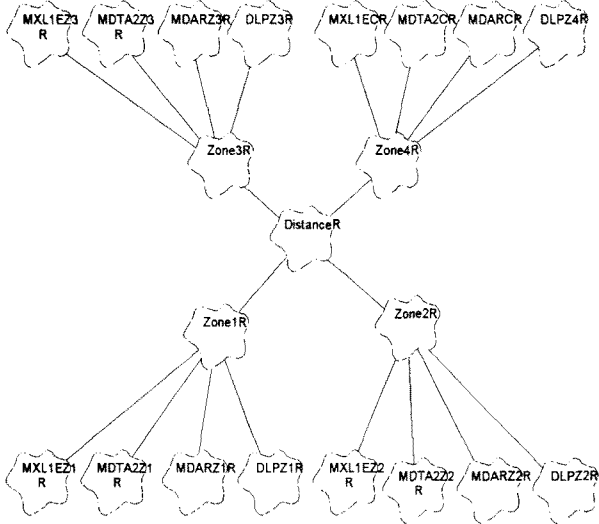 MXL1EZ3
R
MDTA2Z3
R
MDARZ3R
DLPZ3R
MXL1ECR
MDTA2CR
MDARCR
DLPZ4R
Zone3R
Zone4R
DistanceR
Zone1R
Zone2R
MXL1EZ1
R
MDTA2Z1
R
MDARZ1R
DLPZ1R
MXL1EZ2
R
MDTA2Z2
R
MDARZ2R
DLPZ2R